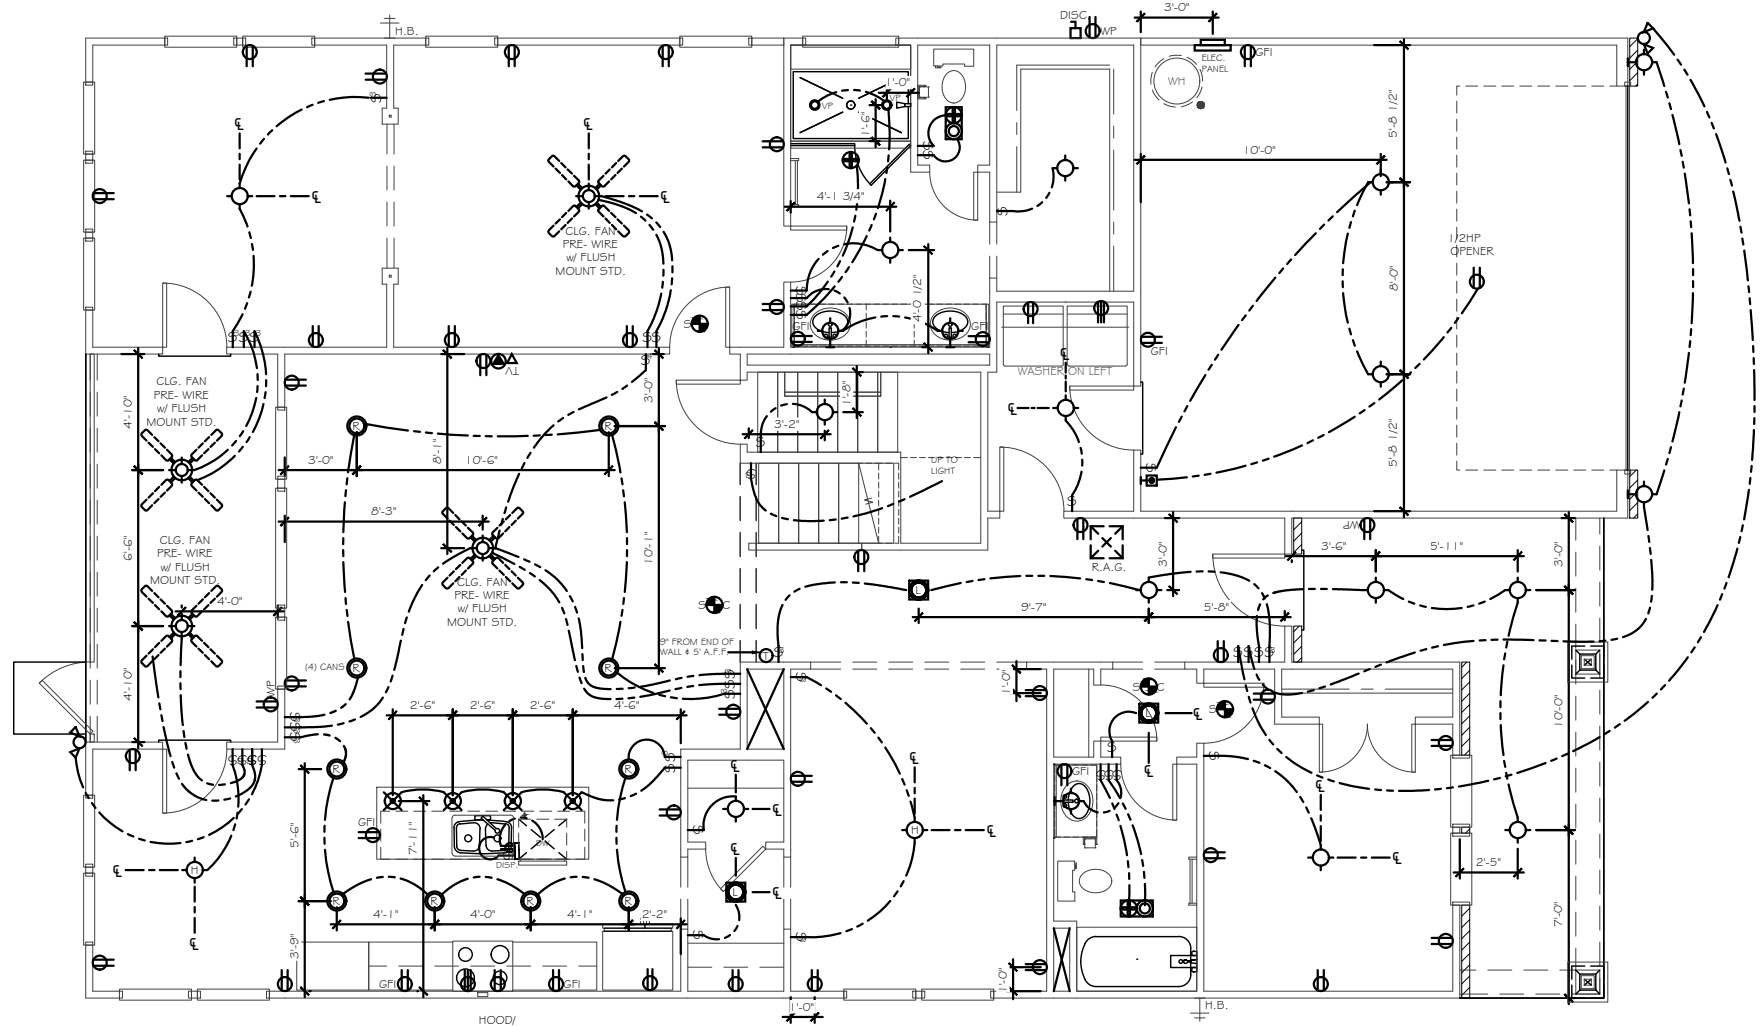 H.B.
DISC
WP
3'-0"
GFI
ELEC.
PANEL
WH
1'-0"
VP
VP
1'-6"
5'-8 1/2"
10'-0"
4'-1 3/4"
CLG. FAN
PRE- WIRE
w/ FLUSH
MOUNT STD.
1/2HP
OPENER
8'-0"
4'-0 1/2"
GFI
GFI
GFI
S
TV
WASHER ON LEFT
CLG. FAN
PRE- WIRE
w/ FLUSH
MOUNT STD.
4'-10"
3'-0"
1'-8"
3'-2"
R
R
8'-1"
3'-0"
10'-6"
UP TO
LIGHT
5'-8 1/2"
8'-3"
10'-1"
WP
CLG. FAN
PRE- WIRE
w/ FLUSH
MOUNT STD.
6'-6"
R.A.G.
3'-0"
3'-6"
5'-11"
3'-0"
CLG. FAN
PRE- WIRE
w/ FLUSH
MOUNT STD.
4'-0"
S C
L
9'-7"
5'-8"
9" FROM END OF
WALL & 5' A.F.F.
T
(4) CANS
R
R
4'-10"
WP
1'-0"
S C
S
L
2'-6"
2'-6"
2'-6"
4'-6"
10'-0"
R
R
GFI
GFI
5'-6"
7'-11"
DW
DISP.
H
H
2'-5"
L
R
R
R
R
4'-1"
4'-0"
4'-1"
2'-2"
7'-0"
3'-9"
GFI
GFI
1'-0"
1'-0"
H.B.
HOOD/